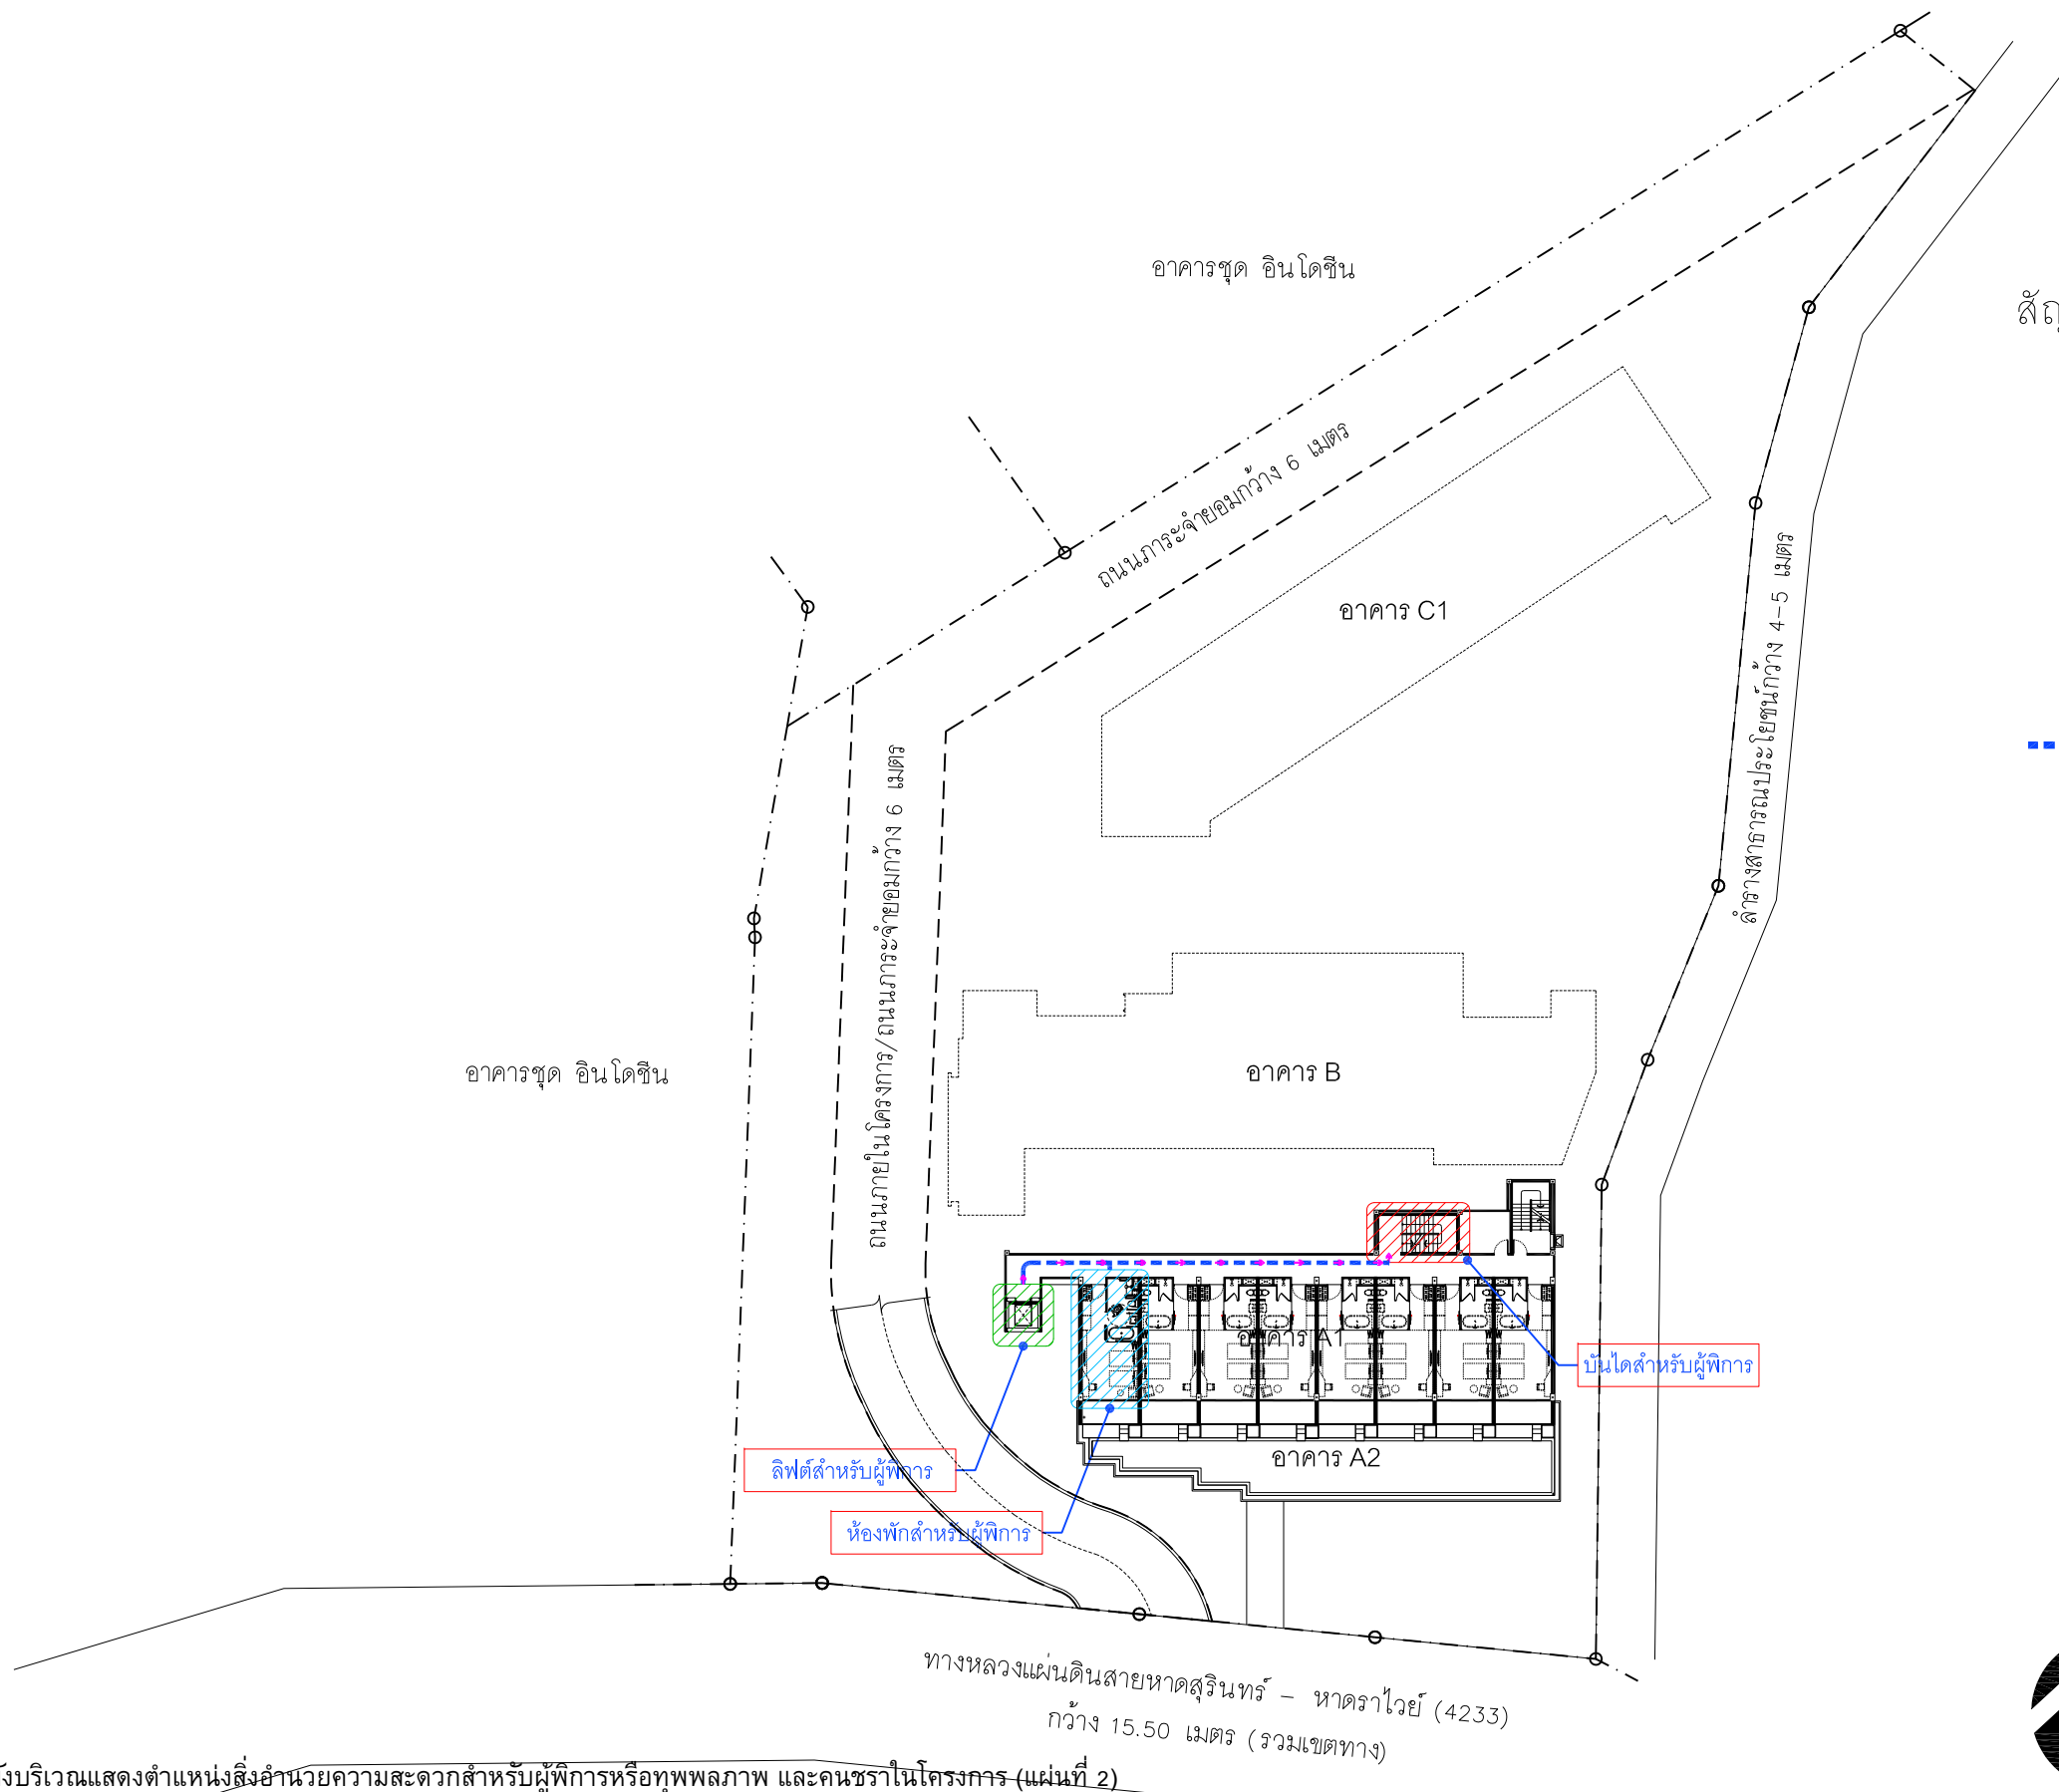 อาคารชุด อินโดชีน
ถนนภาระจำยอมกว้าง 6 เมตร
อาคาร C1
ลำรางสาธารณประโยชน์กว้าง 4-5 เมตร
ถนนภายในโครงการ/ถนนภาระจำยอมกว้าง 6 เมตร
อาคารชุด อินโดชีน
อาคาร B
อาคาร A1
บันไดสำหรับผู้พิการ
อาคาร A2
ลิฟต์สำหรับผู้พิการ
ห้องพักสำหรับผู้พิการ
ทางหลวงแผ่นดินสายหาดสุรินทร์ - หาดราไวย์ (4233)
กว้าง 15.50 เมตร (รวมเขตทาง)
งบริเวณแสดงตำแหน่งสิ่งอำนวยความสะดวกสำหรับผู้พิการหรือทุพพลภาพ และคนชราในโครงการ (แผ่นที่ 2)